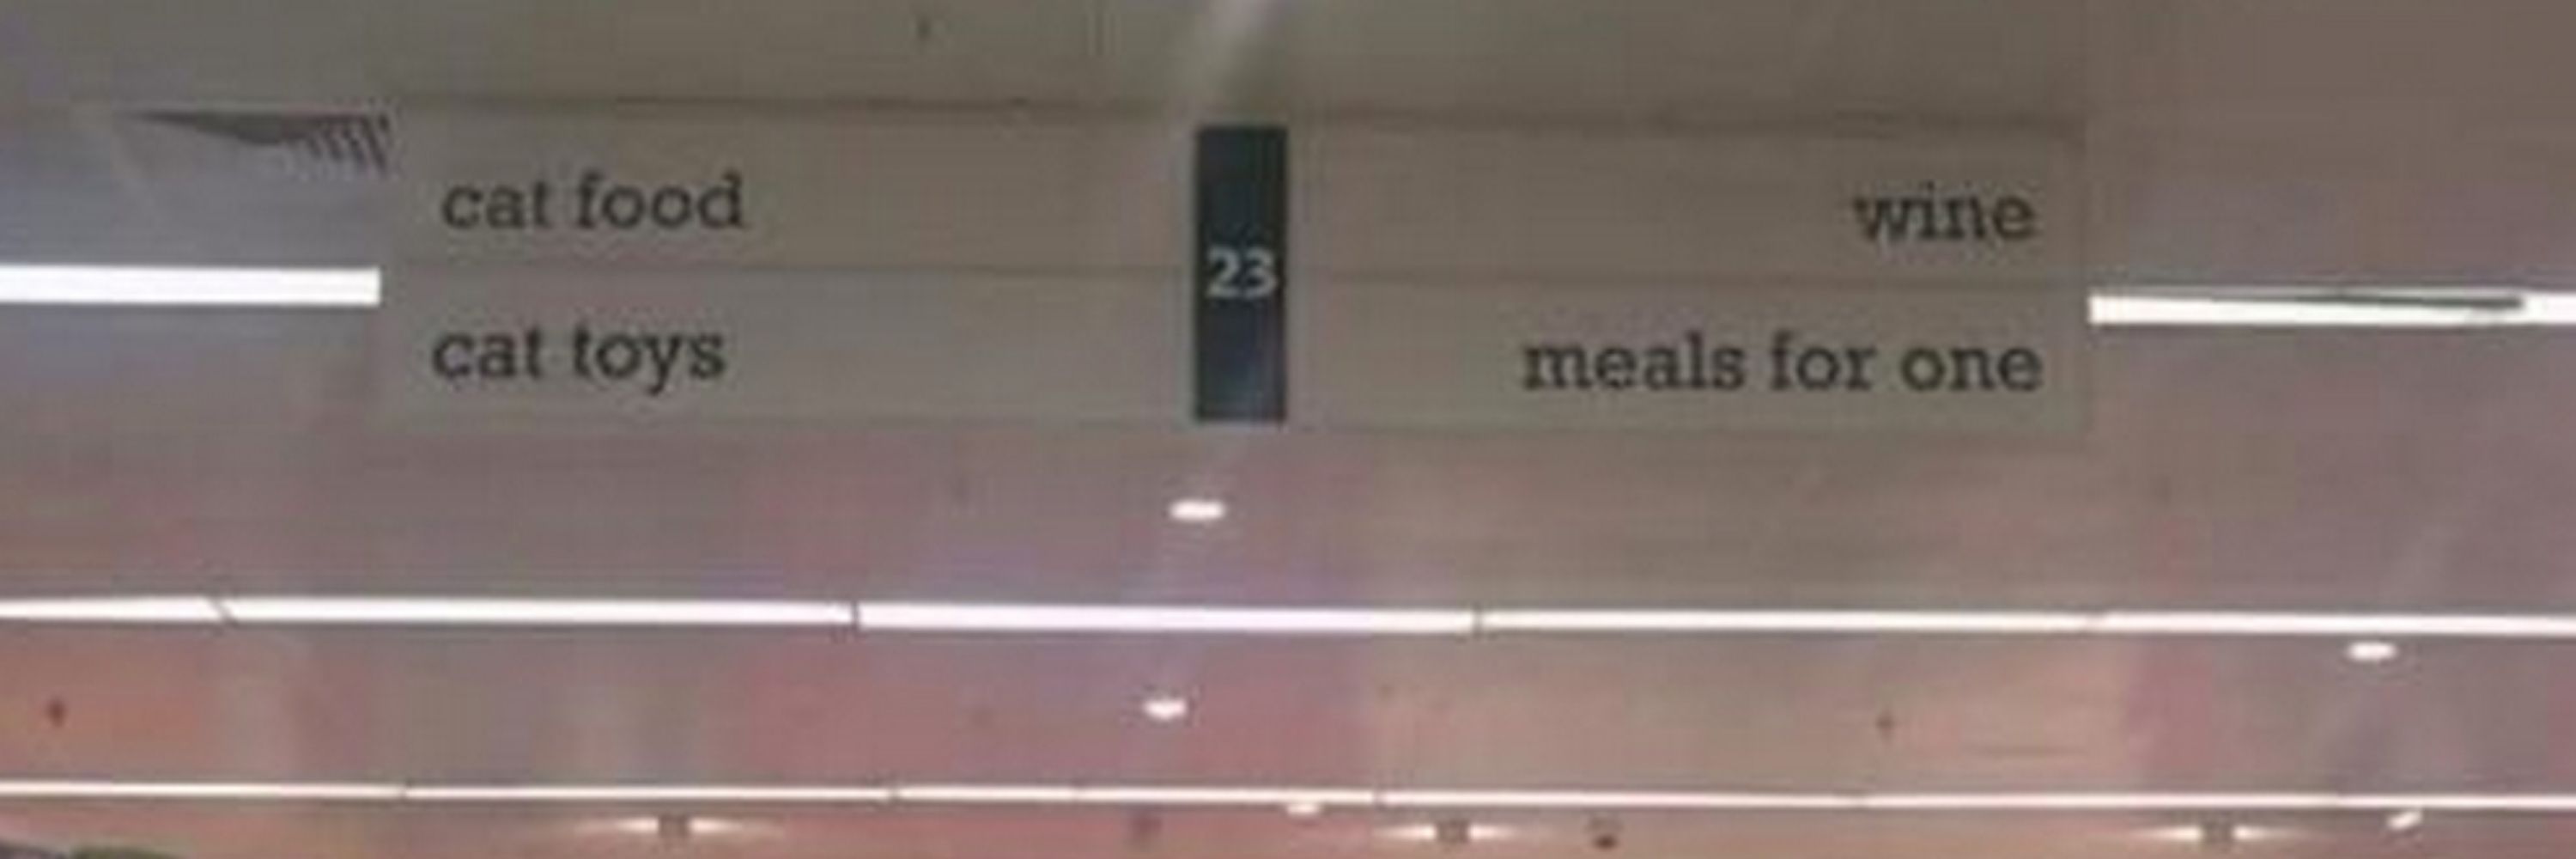 cat food
cat toys
23
wine
meals for one